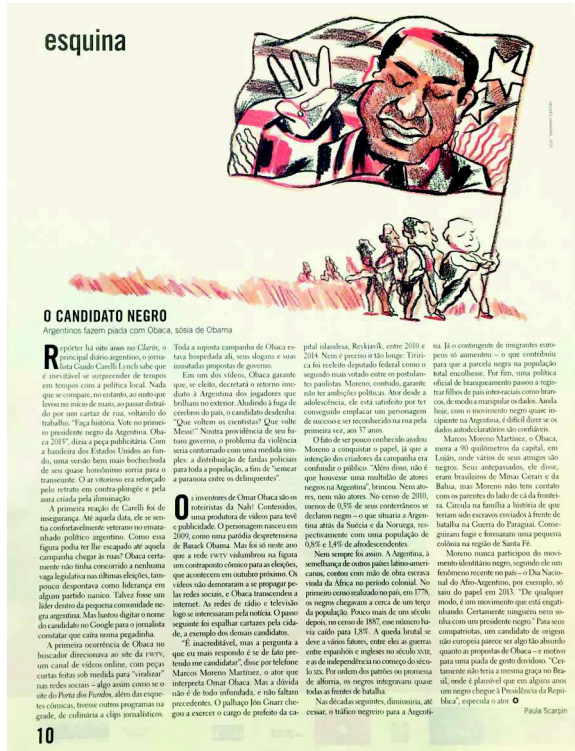 esquina
O CANDIDATO NEGRO
Argentinos fazem piada com Obaca, sósia de Obama
Repórter há oito anos no Clarín, o
principal diário argentino, o jorna-
lista Guido Carelli Lynch sabe que
é inevitável se surpreender de tempos
em tempos com a política local. Nada
que se compare, no entanto, ao susto que
levou no início de maio, ao passar distraí-
do por um cartaz de rua, voltando do
trabalho. "Faça história. Vote no primei-
ro presidente negro da Argentina. Oba-
ca 2015", dizia a peça publicitária. Com
a bandeira dos Estados Unidos ao fun-
do, uma versão bem mais bochechuda
de seu quase homônimo sorria para o
transeunte. O ar vitorioso era reforçado
pelo retrato em contra-plongée e pela
aura criada pela iluminação.
A primeira reação de Carelli foi de
insegurança. Até aquela data, ele se sen-
tia confortavelmente veterano no emara-
nhado político argentino. Como essa
figura podia ter lhe escapado até aquela
campanha chegar às ruas? Obaca certa-
mente não tinha concorrido a nenhuma
vaga legislativa nas últimas eleições, tam-
pouco despontava como liderança em
algum partido nanico. Talvez fosse um
líder dentro da pequena comunidade ne-
gra argentina. Mas bastou digitar o nome
do candidato no Google para o jornalista
constatar que caíra numa pegadinha.
A primeira ocorrência de Obaca no
buscador direcionava ao site da FWTV,
um canal de vídeos online, com peças
curtas feitas sob medida para "viralizar"
nas redes sociais – algo assim como se o
site do Porta dos Fundos, além das esque-
tes cômicas, tivesse outros programas na
grade, de culinária a clips jornalísticos.
Toda a suposta campanha de Obaca es-
tava hospedada ali, seus slogans e suas
inusitadas propostas de governo.
Em um dos vídeos, Obaca garante
que, se eleito, decretará o retorno ime-
diato à Argentina dos jogadores que
brilham no exterior. Aludindo à fuga de
cérebros do país, o candidato desdenha:
"Que voltem os cientistas? Que volte
Messi!" Noutra providência de seu fu-
turo governo, o problema da violência
seria contornado com uma medida sim-
ples: a distribuição de fardas policiais
para toda a população, a fim de "semear
a paranoia entre os delinquentes".
Os inventores de Omar Obaca são os
roteiristas da Nah! Contenidos,
uma produtora de vídeos para tevê
e publicidade. O personagem nasceu em
2009, como uma paródia despretensiosa
de Barack Obama. Mas foi só neste ano
que a rede FWTV vislumbrou na figura
um contraponto cômico para as eleições,
que acontecem em outubro próximo. Os
vídeos não demoraram a se propagar pe-
las redes sociais, e Obaca transcendeu a
internet. As redes de rádio e televisão
logo se interessaram pela notícia. O passo
seguinte foi espalhar cartazes pela cida-
de, a exemplo dos demais candidatos.
"É inacreditável, mas a pergunta a
que eu mais respondo é se de fato pre-
tendo me candidatar", disse por telefone
Marcos Moreno Martínez, o ator que
interpreta Omar Obaca. Mas a dúvida
não é de todo infundada, e não faltam
precedentes. O palhaço Jón Gnarr che-
gou a exercer o cargo de prefeito da ca-
pital islandesa, Reykjavík, entre 2010 e
2014. Nem é preciso ir tão longe: Tiriri-
ca foi reeleito deputado federal como o
segundo mais votado entre os postulan-
tes paulistas. Moreno, contudo, garante
não ter ambições políticas. Ator desde a
adolescência, ele está satisfeito por ter
conseguido emplacar um personagem
de sucesso e ser reconhecido na rua pela
primeira vez, aos 37 anos.
O fato de ser pouco conhecido ajudou
Moreno a conquistar o papel, já que a
intenção dos criadores da campanha era
confundir o público. "Além disso, não é
que houvesse uma multidão de atores
negros na Argentina", brincou. Nem ato-
res, nem não atores. No censo de 2010,
menos de 0,5% de seus conterrâneos se
declarou negro – o que situaria a Argen-
tina atrás da Suécia e da Noruega, res-
pectivamente com uma população de
0,8% e 1,4% de afrodescendentes.
Nem sempre foi assim. A Argentina, à
semelhança de outros países latino-ameri-
canos, contou com mão de obra escrava
vinda da África no período colonial. No
primeiro censo realizado no país, em 1778,
os negros chegavam a cerca de um terço
da população. Pouco mais de um século
depois, no censo de 1887, esse número ha-
via caído para 1,8%. A queda brutal se
deve a vários fatores, entre eles as guerras
entre espanhóis e ingleses no século XVIII,
e as de independência no começo do sécu-
lo XIX. Por ordem dos patrões ou promessa
de alforria, os negros integravam quase
todas as frentes de batalha.
Nas décadas seguintes, diminuiria, até
cessar, o tráfico negreiro para a Argenti-
na. Já o contingente de imigrantes euro-
peus só aumentou – o que contribuiu
para que a parcela negra na população
total encolhesse. Por fim, uma política
oficial de branqueamento passou a regis-
trar filhos de pais inter-raciais como bran-
cos, de modo a manipular os dados. Ainda
hoje, com o movimento negro quase in-
cipiente na Argentina, é difícil dizer se os
dados autodeclaratórios são confiáveis.
Marcos Moreno Martínez, o Obaca,
mora a 90 quilômetros da capital, em
Luján, onde vários de seus amigos são
negros. Seus antepassados, ele disse,
eram brasileiros de Minas Gerais e da
Bahia, mas Moreno não tem contato
com os parentes do lado de cá da frontei-
ra. Circula na família a história de que
teriam sido escravos enviados à frente de
batalha na Guerra do Paraguai. Conse-
guiram fugir e formaram uma pequena
colônia na região de Santa Fé.
Moreno nunca participou do movi-
mento identitário negro, segundo ele um
fenômeno recente no país – o Dia Nacio-
nal do Afro-Argentino, por exemplo, só
saiu do papel em 2013. "De qualquer
modo, é um movimento que está engati-
nhando. Certamente ninguém nem so-
nha com um presidente negro." Para seus
compatriotas, um candidato de origem
não europeia parece ser algo tão absurdo
quanto as propostas de Obaca – e motivo
para uma piada de gosto duvidoso. "Cer-
tamente não teria a mesma graça no Bra-
sil, onde é plausível que em alguns anos
um negro chegue à Presidência da Repú-
blica", especula o ator.
Paula Scarpin
10